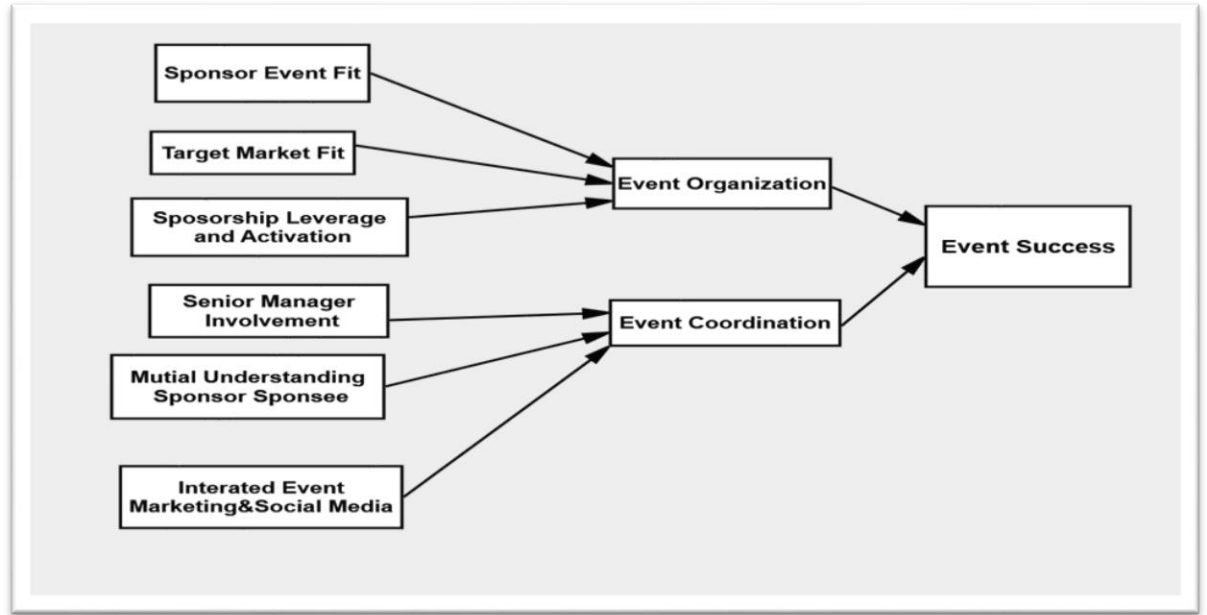 Sponsor Event Fit
Target Market Fit
Sposorship Leverage
and Activation
Senior Manager
Involvement
Mutial Understanding
Sponsor Sponsee
Interated Event
Marketing&Social Media
Event Organization
Event Coordination
Event Success